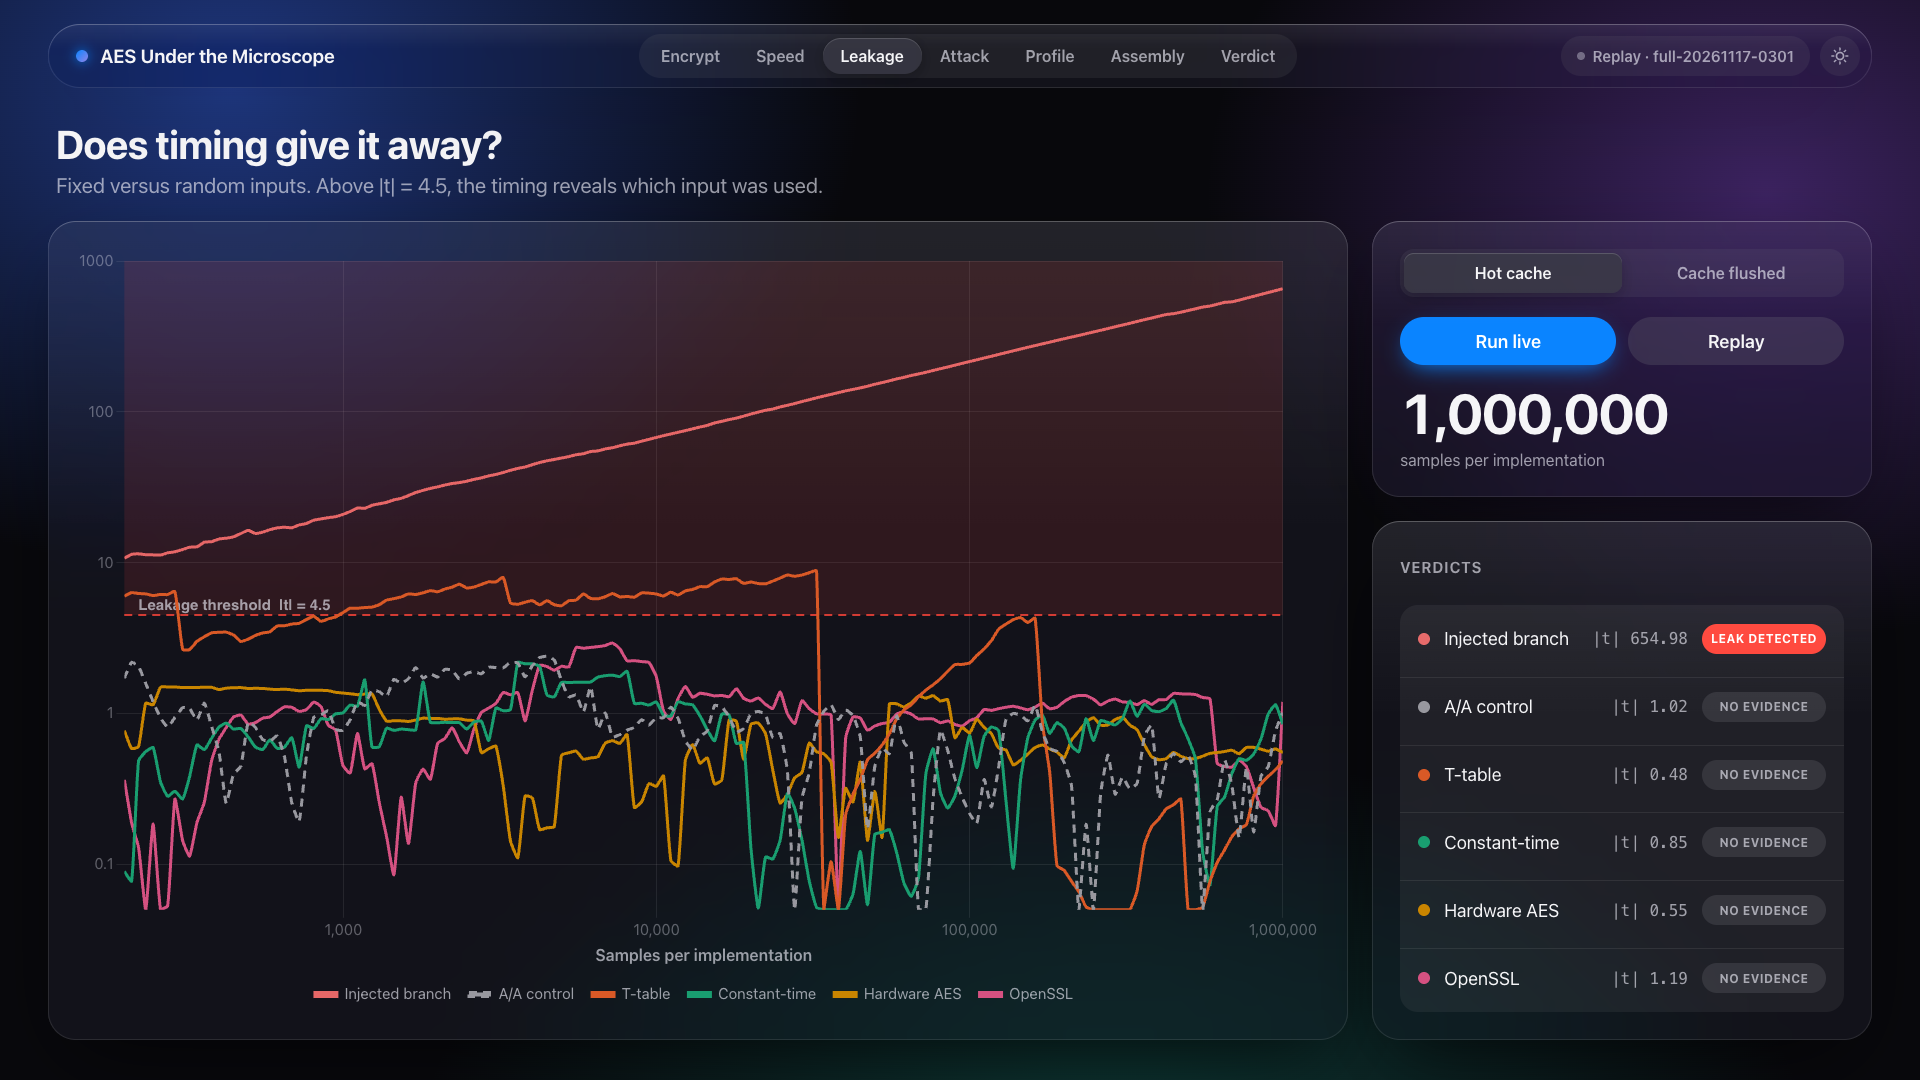 AES Under the Microscope
Encrypt Speed Leakage Attack Profile Assembly Verdict
Replay · full-20261117-0301
Does timing give it away?
Fixed versus random inputs. Above |t| = 4.5, the timing reveals which input was used.
1000
100
10
1
0.1
Leakage threshold |t| = 4.5
1,000 10,000 100,000 1,000,000
Samples per implementation
Injected branch A/A control T-table Constant-time Hardware AES OpenSSL
Hot cache Cache flushed
Run live Replay
1,000,000
samples per implementation
VERDICTS
Injected branch |t| 654.98 LEAK DETECTED
A/A control |t| 1.02 NO EVIDENCE
T-table |t| 0.48 NO EVIDENCE
Constant-time |t| 0.85 NO EVIDENCE
Hardware AES |t| 0.55 NO EVIDENCE
OpenSSL |t| 1.19 NO EVIDENCE